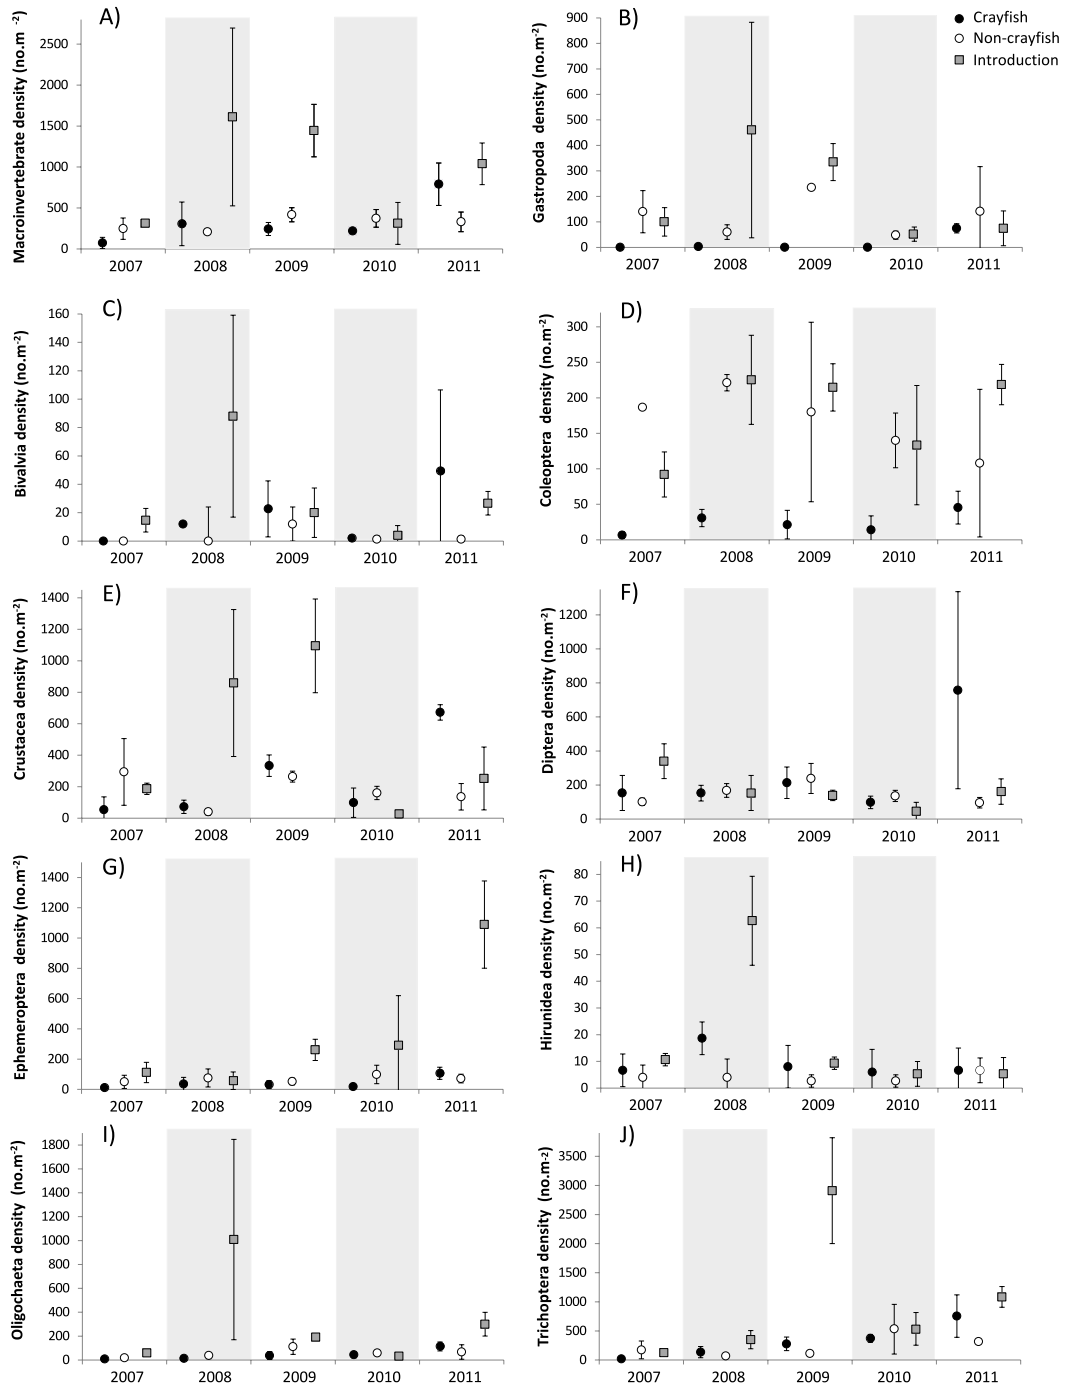 A)
Macroinvertebrate density (no.m -2)
2500
2000
1500
1000
500
0
2007 2008 2009 2010 2011
B)
Crayfish
Non-crayfish
Introduction
Gastropoda density (no.m-2)
900
800
700
600
500
400
300
200
100
0
2007 2008 2009 2010 2011
C)
Bivalvia density (no.m-2)
160
140
120
100
80
60
40
20
0
2007 2008 2009 2010 2011
D)
Coleoptera density (no.m-2)
300
250
200
150
100
50
0
2007 2008 2009 2010 2011
E)
Crustacea density (no.m-2)
1400
1200
1000
800
600
400
200
0
2007 2008 2009 2010 2011
F)
Diptera density (no.m-2)
1200
1000
800
600
400
200
0
2007 2008 2009 2010 2011
G)
Ephemeroptera density (no.m-2)
1400
1200
1000
800
600
400
200
0
2007 2008 2009 2010 2011
H)
Hirunidea density (no.m-2)
80
70
60
50
40
30
20
10
0
2007 2008 2009 2010 2011
I)
Oligochaeta density (no.m-2)
1800
1600
1400
1200
1000
800
600
400
200
0
2007 2008 2009 2010 2011
J)
Trichoptera density (no.m-2)
3500
3000
2500
2000
1500
1000
500
0
2007 2008 2009 2010 2011